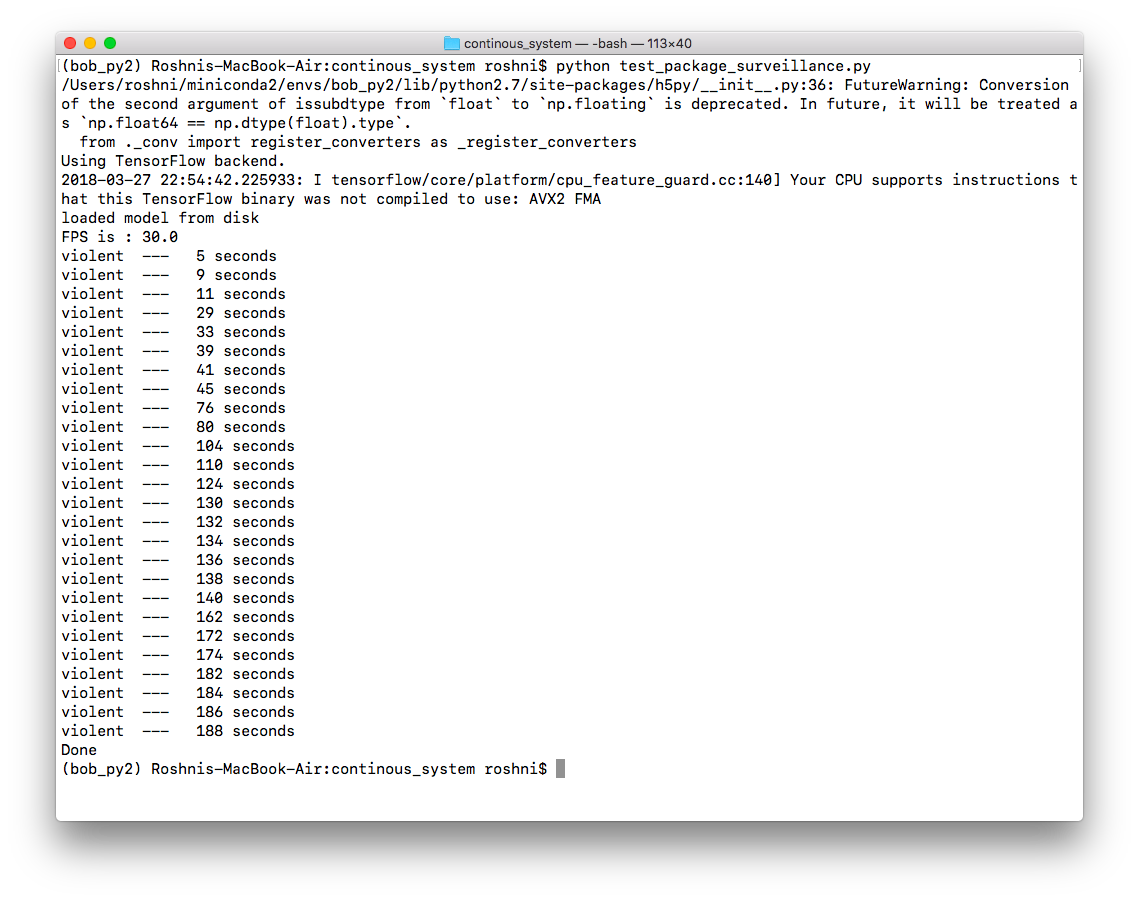 continous_system — -bash — 113×40
(bob_py2) Roshnis-MacBook-Air:continous_system roshni$ python test_package_surveillance.py
/Users/roshni/miniconda2/envs/bob_py2/lib/python2.7/site-packages/h5py/__init__.py:36: FutureWarning: Conversion
of the second argument of issubdtype from `float` to `np.floating` is deprecated. In future, it will be treated a
s `np.float64 == np.dtype(float).type`.
  from ._conv import register_converters as _register_converters
Using TensorFlow backend.
2018-03-27 22:54:42.225933: I tensorflow/core/platform/cpu_feature_guard.cc:140] Your CPU supports instructions t
hat this TensorFlow binary was not compiled to use: AVX2 FMA
loaded model from disk
FPS is : 30.0
violent  ---   5 seconds
violent  ---   9 seconds
violent  ---   11 seconds
violent  ---   29 seconds
violent  ---   33 seconds
violent  ---   39 seconds
violent  ---   41 seconds
violent  ---   45 seconds
violent  ---   76 seconds
violent  ---   80 seconds
violent  ---   104 seconds
violent  ---   110 seconds
violent  ---   124 seconds
violent  ---   130 seconds
violent  ---   132 seconds
violent  ---   134 seconds
violent  ---   136 seconds
violent  ---   138 seconds
violent  ---   140 seconds
violent  ---   162 seconds
violent  ---   172 seconds
violent  ---   174 seconds
violent  ---   182 seconds
violent  ---   184 seconds
violent  ---   186 seconds
violent  ---   188 seconds
Done
(bob_py2) Roshnis-MacBook-Air:continous_system roshni$